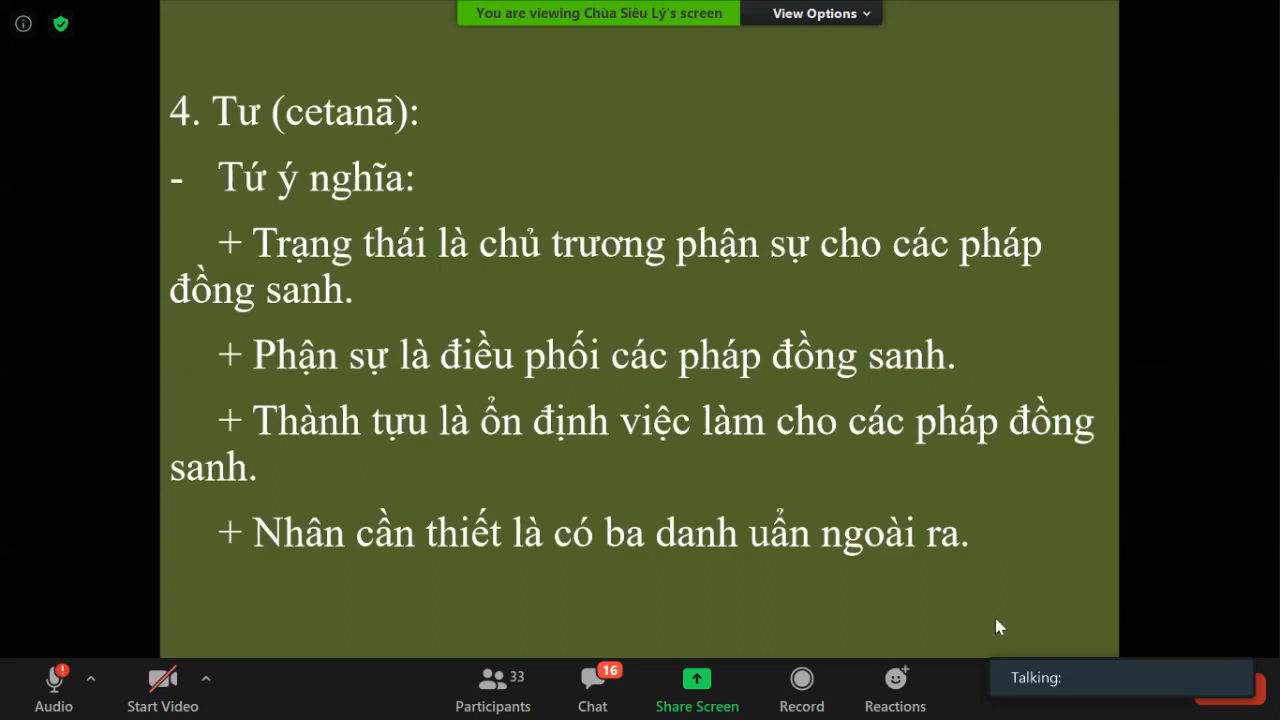 You are viewing Chùa Siêu Lý's screen
View Options
4. Tư (cetanā):
- Tứ ý nghĩa:
+ Trạng thái là chủ trương phận sự cho các pháp
đồng sanh.
+ Phận sự là điều phối các pháp đồng sanh.
+ Thành tựu là ổn định việc làm cho các pháp đồng
sanh.
+ Nhân cần thiết là có ba danh uẩn ngoài ra.
Talking:
33
16
Audio
Start Video
Participants
Chat
Share Screen
Record
Reactions